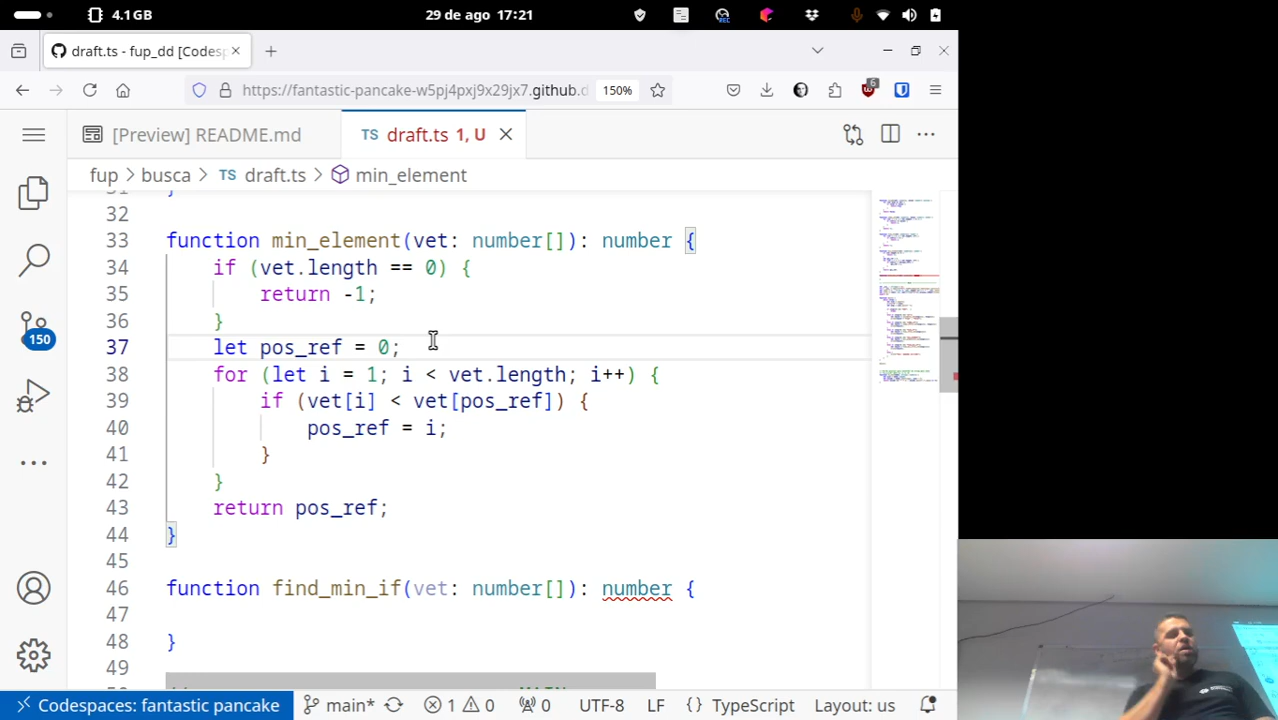 4.1GB
29 de ago 17:21
draft.ts - fup_dd [Codesp
https://fantastic-pancake-w5pj4pxj9x29jx7.github.d
150%
6
[Preview] README.md
TS draft.ts 1, U
fup > busca > TS draft.ts > min_element
32
33 function min_element(vet: number[]): number {
34 if (vet.length == 0) {
35 return -1;
36 }
37 let pos_ref = 0;
38 for (let i = 1; i < vet.length; i++) {
39 if (vet[i] < vet[pos_ref]) {
40 pos_ref = i;
41 }
42 }
43 return pos_ref;
44 }
45
46 function find_min_if(vet: number[]): number {
47
48 }
49
150
Codespaces: fantastic pancake
main*
1 0
0
UTF-8
LF
{} TypeScript
Layout: us